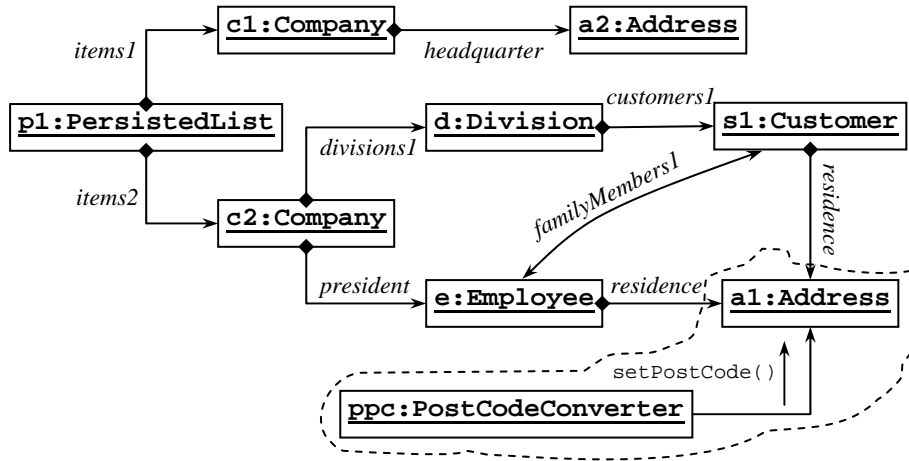 c1:Company
a2:Address
items1
headquarter
p1:PersistedList
d:Division
customers1
s1:Customer
divisions1
items2
familyMembers1
residence
c2:Company
president
e:Employee
residence
a1:Address
setPostCode()
ppc:PostCodeConverter